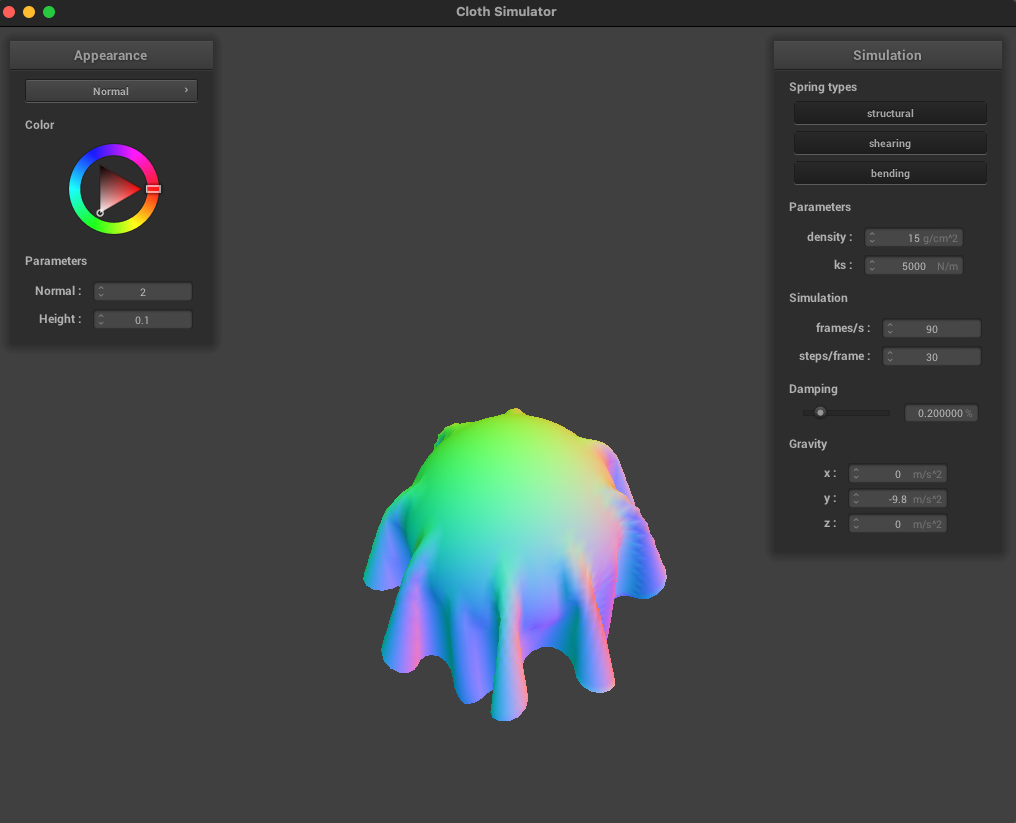 Cloth Simulator
Appearance
Normal ›
Color
Parameters
Normal : 2
Height : 0.1
Simulation
Spring types
structural
shearing
bending
Parameters
density : 15 g/cm^2
ks : 5000 N/m
Simulation
frames/s : 90
steps/frame : 30
Damping
0.200000 %
Gravity
x : 0 m/s^2
y : -9.8 m/s^2
z : 0 m/s^2